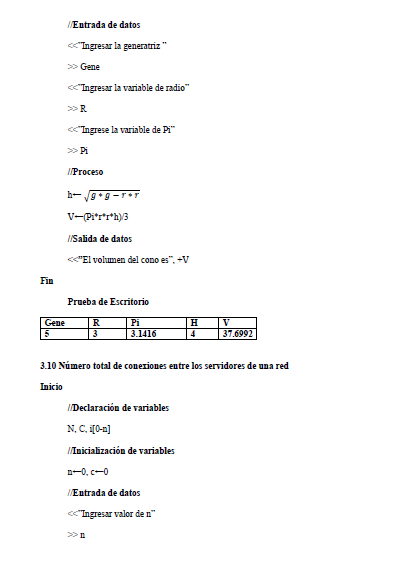 //Entrada de datos
<<"Ingresar la generatriz "
>> Gene
<<"Ingresar la variable de radio"
>> R
<<"Ingrese la variable de Pi"
>> Pi
//Proceso
h← √g ∗ g − r ∗ r
V←(Pi*r*r*h)/3
//Salida de datos
<<"El volumen del cono es", +V
Fin
Prueba de Escritorio
Gene R Pi H V
5 3 3.1416 4 37.6992
3.10 Número total de conexiones entre los servidores de una red
Inicio
//Declaración de variables
N, C, i[0-n]
//Inicialización de variables
n←0, c←0
//Entrada de datos
<<"Ingresar valor de n"
>> n